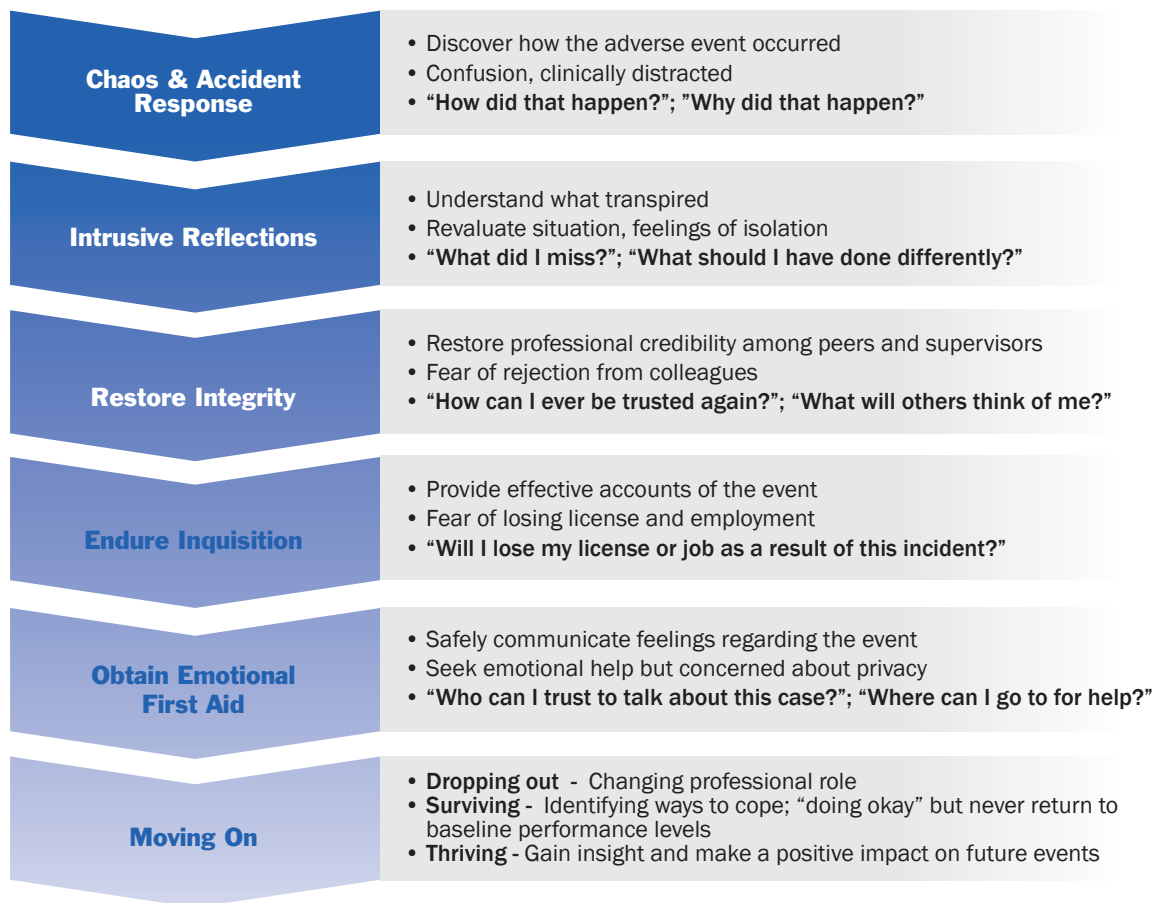 Chaos & Accident
Response
• Discover how the adverse event occurred
• Confusion, clinically distracted
• “How did that happen?”; ”Why did that happen?”
Intrusive Reflections
• Understand what transpired
• Revaluate situation, feelings of isolation
• “What did I miss?”; “What should I have done differently?”
Restore Integrity
• Restore professional credibility among peers and supervisors
• Fear of rejection from colleagues
• “How can I ever be trusted again?”; “What will others think of me?”
Endure Inquisition
• Provide effective accounts of the event
• Fear of losing license and employment
• “Will I lose my license or job as a result of this incident?”
Obtain Emotional
First Aid
• Safely communicate feelings regarding the event
• Seek emotional help but concerned about privacy
• “Who can I trust to talk about this case?”; “Where can I go to for help?”
Moving On
• Dropping out - Changing professional role
• Surviving - Identifying ways to cope; “doing okay” but never return to
baseline performance levels
• Thriving - Gain insight and make a positive impact on future events